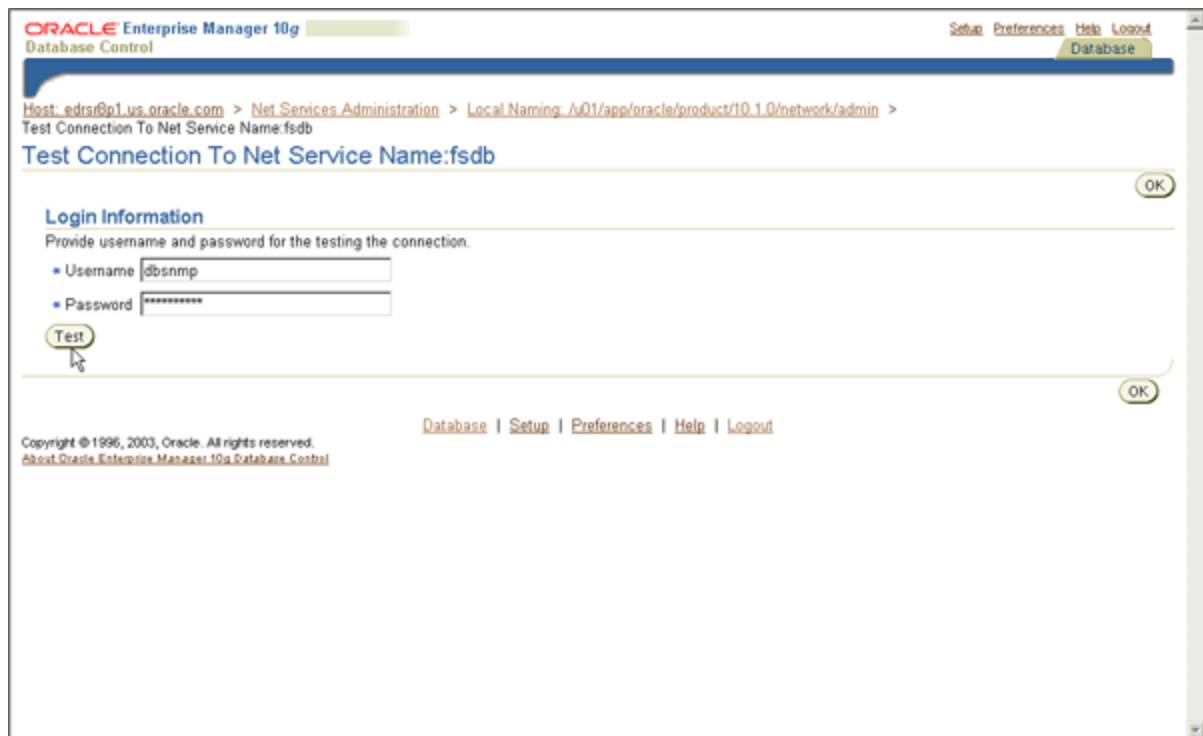 ORACLE Enterprise Manager 10g
Database Control
Setup Preferences Help Logout
Database
Host: edrsr8p1.us.oracle.com > Net Services Administration > Local Naming: /u01/app/oracle/product/10.1.0/network/admin >
Test Connection To Net Service Name:fsdb
Test Connection To Net Service Name:fsdb
OK
Login Information
Provide username and password for the testing the connection.
* Username dbsnmp
* Password **********
Test
OK
Database | Setup | Preferences | Help | Logout
Copyright © 1996, 2003, Oracle. All rights reserved.
About Oracle Enterprise Manager 10g Database Control